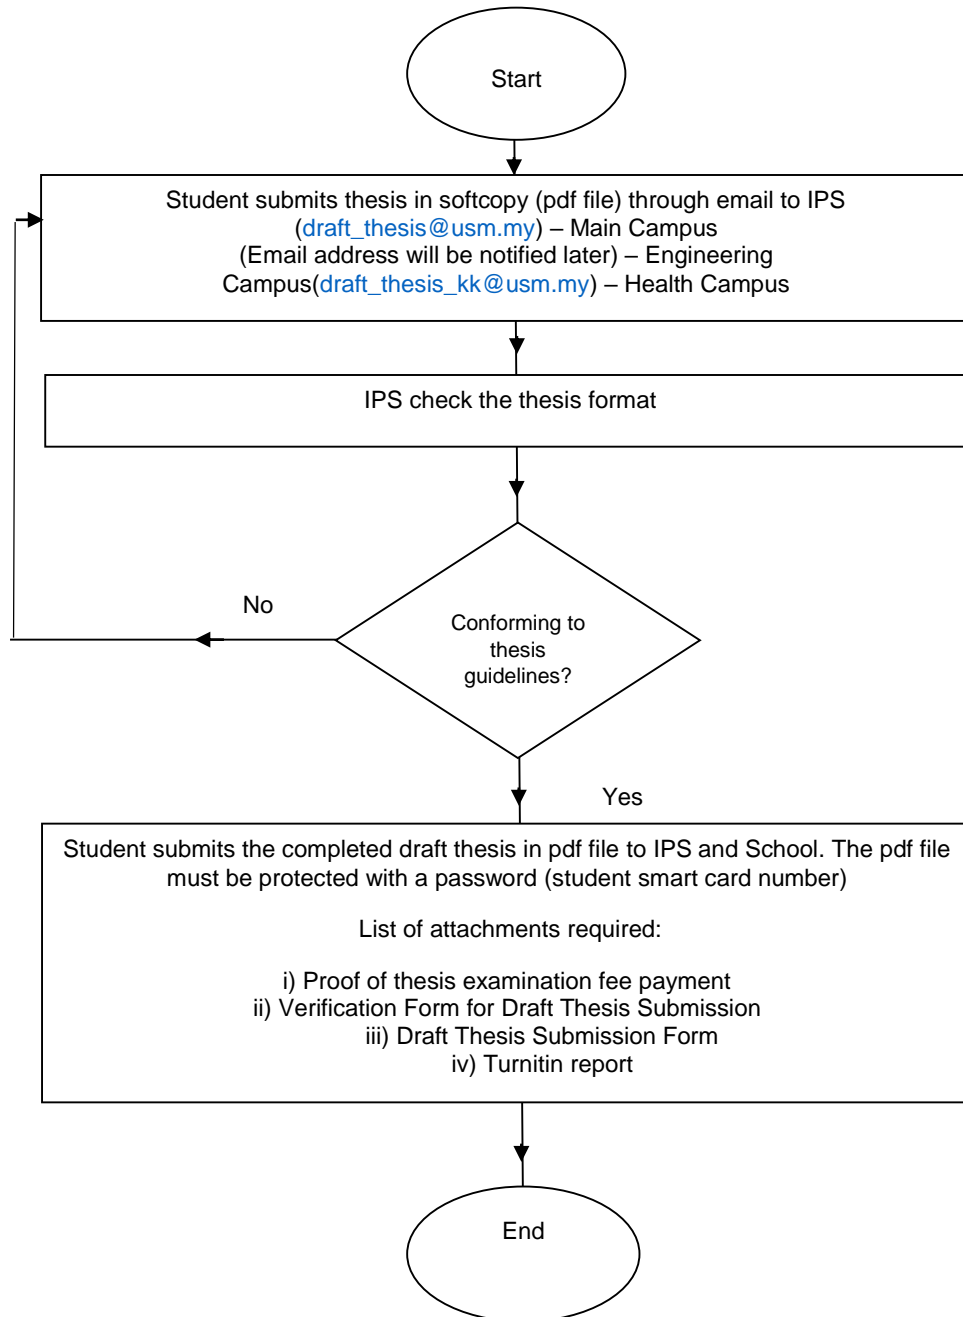 Start
Student submits thesis in softcopy (pdf file) through email to IPS
(draft_thesis@usm.my) – Main Campus
(Email address will be notified later) – Engineering
Campus(draft_thesis_kk@usm.my) – Health Campus
IPS check the thesis format
No
Conforming to
thesis
guidelines?
Yes
Student submits the completed draft thesis in pdf file to IPS and School. The pdf file
must be protected with a password (student smart card number)
List of attachments required:
i) Proof of thesis examination fee payment
ii) Verification Form for Draft Thesis Submission
iii) Draft Thesis Submission Form
iv) Turnitin report
End